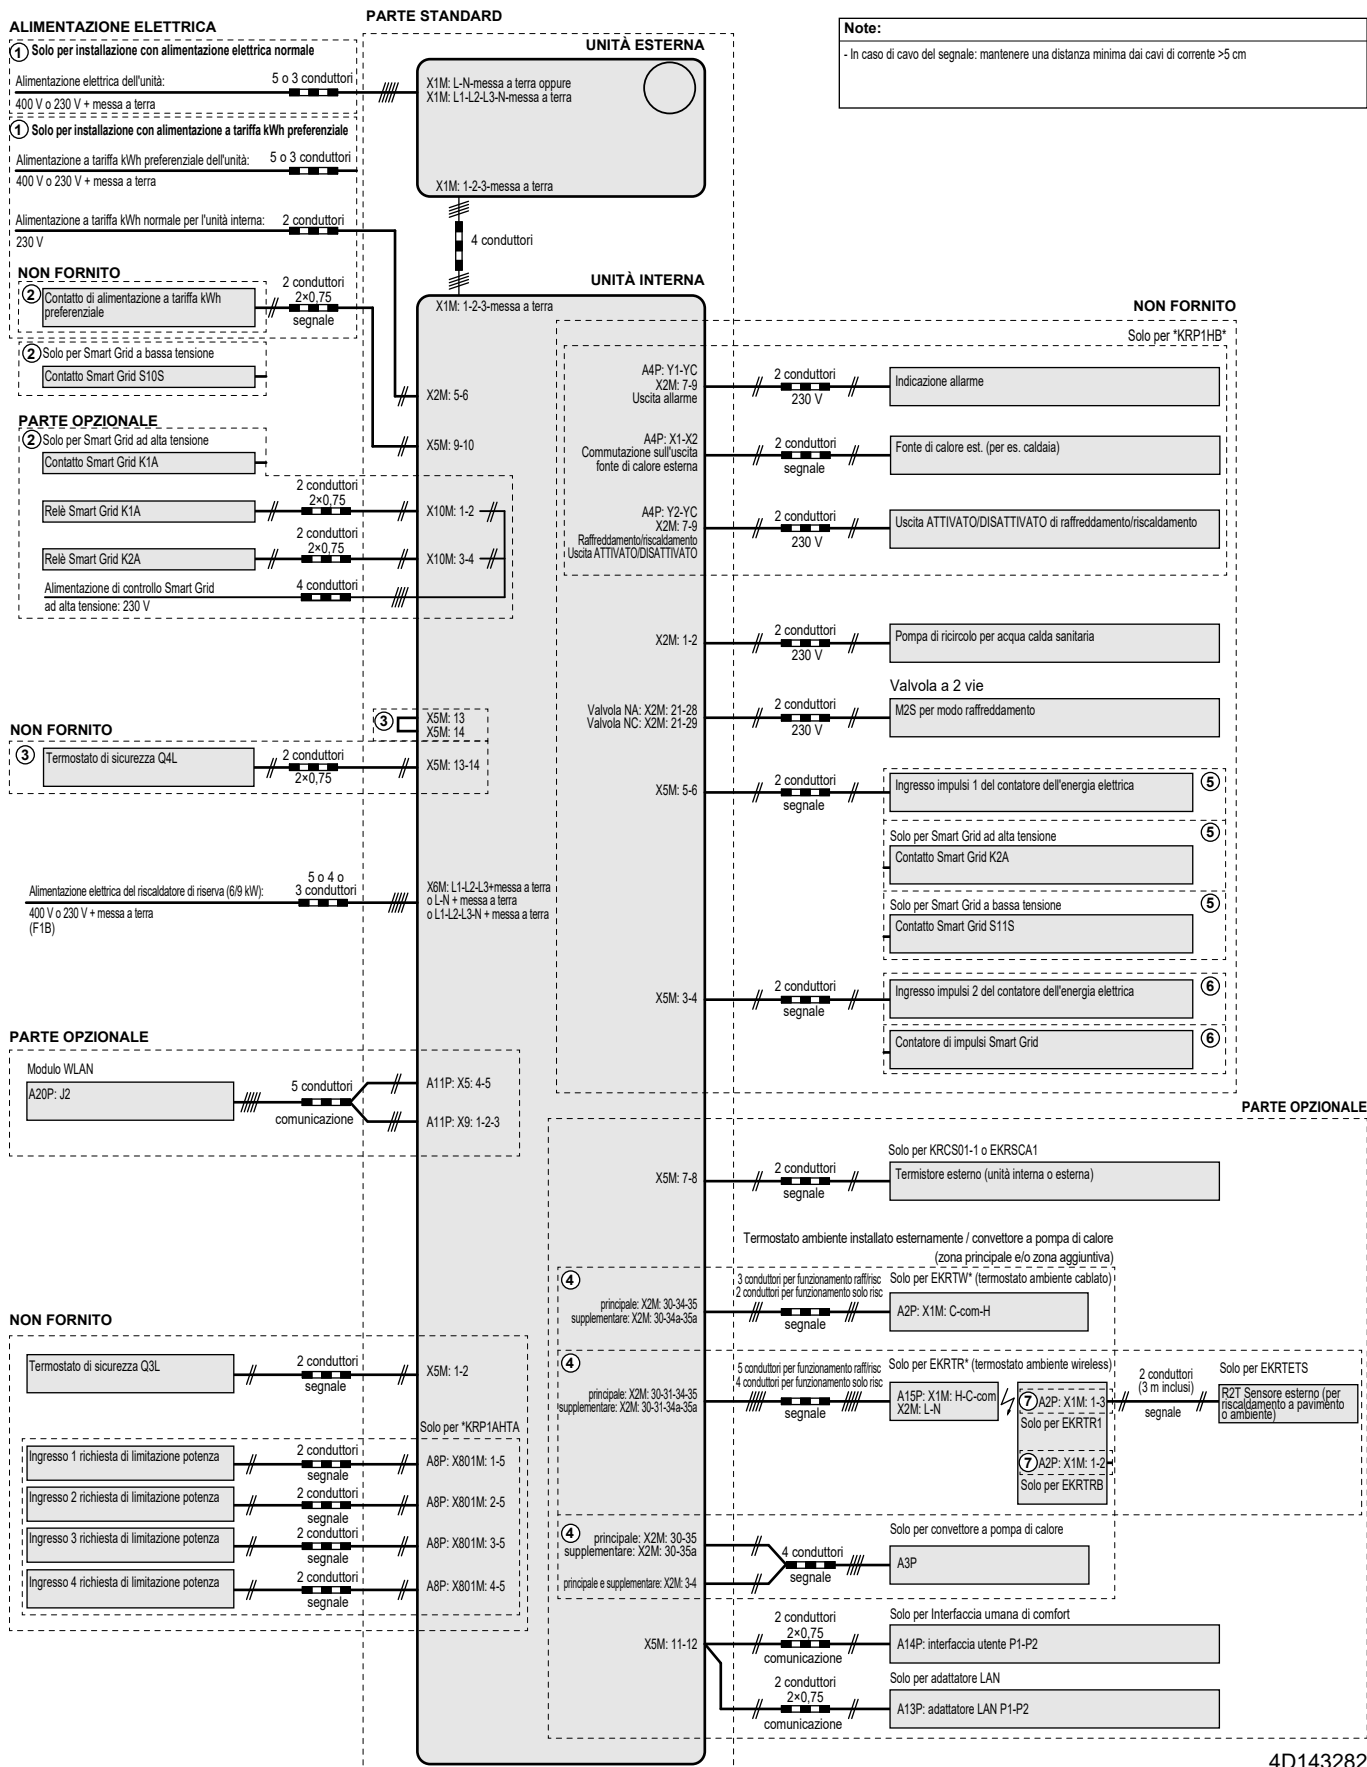 ALIMENTAZIONE ELETTRICA
① Solo per installazione con alimentazione elettrica normale
Alimentazione elettrica dell'unità:
5 o 3 conduttori
400 V o 230 V + messa a terra
① Solo per installazione con alimentazione a tariffa kWh preferenziale
Alimentazione a tariffa kWh preferenziale dell'unità:
5 o 3 conduttori
400 V o 230 V + messa a terra
Alimentazione a tariffa kWh normale per l'unità interna:
2 conduttori
230 V
NON FORNITO
② Contatto di alimentazione a tariffa kWh
preferenziale
2 conduttori
2×0,75
segnale
② Solo per Smart Grid a bassa tensione
Contatto Smart Grid S10S
PARTE OPZIONALE
② Solo per Smart Grid ad alta tensione
Contatto Smart Grid K1A
Relè Smart Grid K1A
2 conduttori
2×0,75
Relè Smart Grid K2A
2 conduttori
2×0,75
Alimentazione di controllo Smart Grid
ad alta tensione: 230 V
4 conduttori
NON FORNITO
③ Termostato di sicurezza Q4L
2 conduttori
2×0,75
Alimentazione elettrica del riscaldatore di riserva (6/9 kW):
5 o 4 o
3 conduttori
400 V o 230 V + messa a terra
(F1B)
PARTE OPZIONALE
Modulo WLAN
A20P: J2
5 conduttori
comunicazione
NON FORNITO
Termostato di sicurezza Q3L
2 conduttori
segnale
Ingresso 1 richiesta di limitazione potenza
2 conduttori
segnale
Ingresso 2 richiesta di limitazione potenza
2 conduttori
segnale
Ingresso 3 richiesta di limitazione potenza
2 conduttori
segnale
Ingresso 4 richiesta di limitazione potenza
2 conduttori
segnale
PARTE STANDARD
UNITÀ ESTERNA
X1M: L-N-messa a terra oppure
X1M: L1-L2-L3-N-messa a terra
X1M: 1-2-3-messa a terra
4 conduttori
UNITÀ INTERNA
X1M: 1-2-3-messa a terra
X2M: 5-6
X5M: 9-10
X10M: 1-2
X10M: 3-4
③ X5M: 13
X5M: 14
X5M: 13-14
X6M: L1-L2-L3+messa a terra
o L-N + messa a terra
o L1-L2-L3-N + messa a terra
A11P: X5: 4-5
A11P: X9: 1-2-3
X5M: 1-2
Solo per *KRP1AHTA
A8P: X801M: 1-5
A8P: X801M: 2-5
A8P: X801M: 3-5
A8P: X801M: 4-5
Note:
- In caso di cavo del segnale: mantenere una distanza minima dai cavi di corrente >5 cm
NON FORNITO
Solo per *KRP1HB*
A4P: Y1-YC
X2M: 7-9
Uscita allarme
2 conduttori
230 V
Indicazione allarme
A4P: X1-X2
Commutazione sull'uscita
fonte di calore esterna
2 conduttori
segnale
Fonte di calore est. (per es. caldaia)
A4P: Y2-YC
X2M: 7-9
Raffreddamento/riscaldamento
Uscita ATTIVATO/DISATTIVATO
2 conduttori
230 V
Uscita ATTIVATO/DISATTIVATO di raffreddamento/riscaldamento
X2M: 1-2
2 conduttori
230 V
Pompa di ricircolo per acqua calda sanitaria
Valvola NA: X2M: 21-28
Valvola NC: X2M: 21-29
2 conduttori
230 V
Valvola a 2 vie
M2S per modo raffreddamento
X5M: 5-6
2 conduttori
segnale
Ingresso impulsi 1 del contatore dell'energia elettrica ⑤
Solo per Smart Grid ad alta tensione ⑤
Contatto Smart Grid K2A
Solo per Smart Grid a bassa tensione ⑤
Contatto Smart Grid S11S
X5M: 3-4
2 conduttori
segnale
Ingresso impulsi 2 del contatore dell'energia elettrica ⑥
Contatore di impulsi Smart Grid ⑥
PARTE OPZIONALE
X5M: 7-8
2 conduttori
segnale
Solo per KRCS01-1 o EKRSCA1
Termistore esterno (unità interna o esterna)
Termostato ambiente installato esternamente / convettore a pompa di calore
(zona principale e/o zona aggiuntiva)
④
principale: X2M: 30-34-35
supplementare: X2M: 30-34a-35a
3 conduttori per funzionamento raff/risc
2 conduttori per funzionamento solo risc
segnale
Solo per EKRTW* (termostato ambiente cablato)
A2P: X1M: C-com-H
④
principale: X2M: 30-31-34-35
supplementare: X2M: 30-31-34a-35a
5 conduttori per funzionamento raff/risc
4 conduttori per funzionamento solo risc
segnale
Solo per EKRTR* (termostato ambiente wireless)
A15P: X1M: H-C-com
X2M: L-N
⑦ A2P: X1M: 1-3
Solo per EKRTR1
⑦ A2P: X1M: 1-2
Solo per EKRTRB
2 conduttori
(3 m inclusi)
segnale
Solo per EKRTETS
R2T Sensore esterno (per
riscaldamento a pavimento
o ambiente)
④
principale: X2M: 30-35
supplementare: X2M: 30-35a
principale e supplementare: X2M: 3-4
4 conduttori
segnale
Solo per convettore a pompa di calore
A3P
X5M: 11-12
2 conduttori
2×0,75
comunicazione
Solo per Interfaccia umana di comfort
A14P: interfaccia utente P1-P2
2 conduttori
2×0,75
comunicazione
Solo per adattatore LAN
A13P: adattatore LAN P1-P2
4D143282